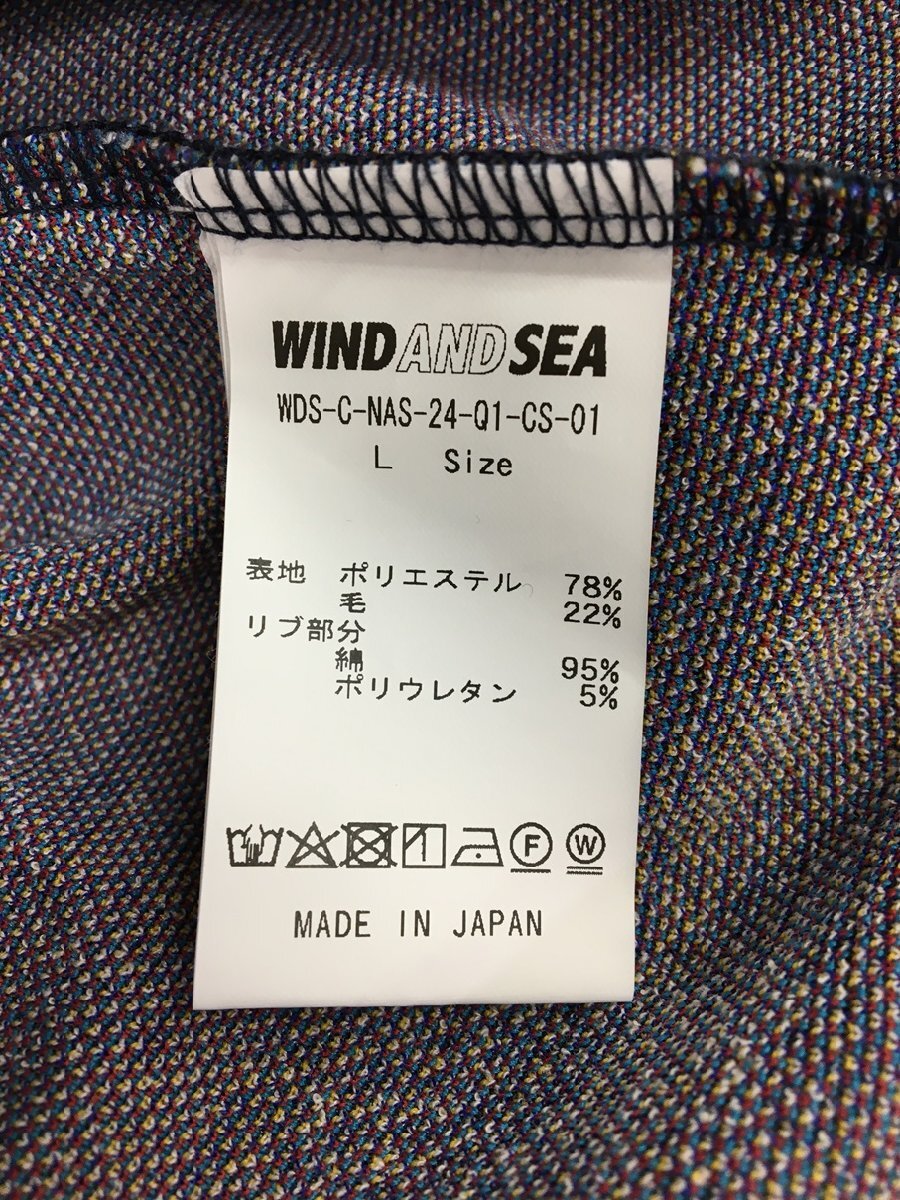 WINDANDSEA
WDS-C-NAS-24-Q1-CS-01
L Size
表地 ポリエステル 78%
毛 22%
リブ部分
綿 95%
ポリウレタン 5%
F W
MADE IN JAPAN